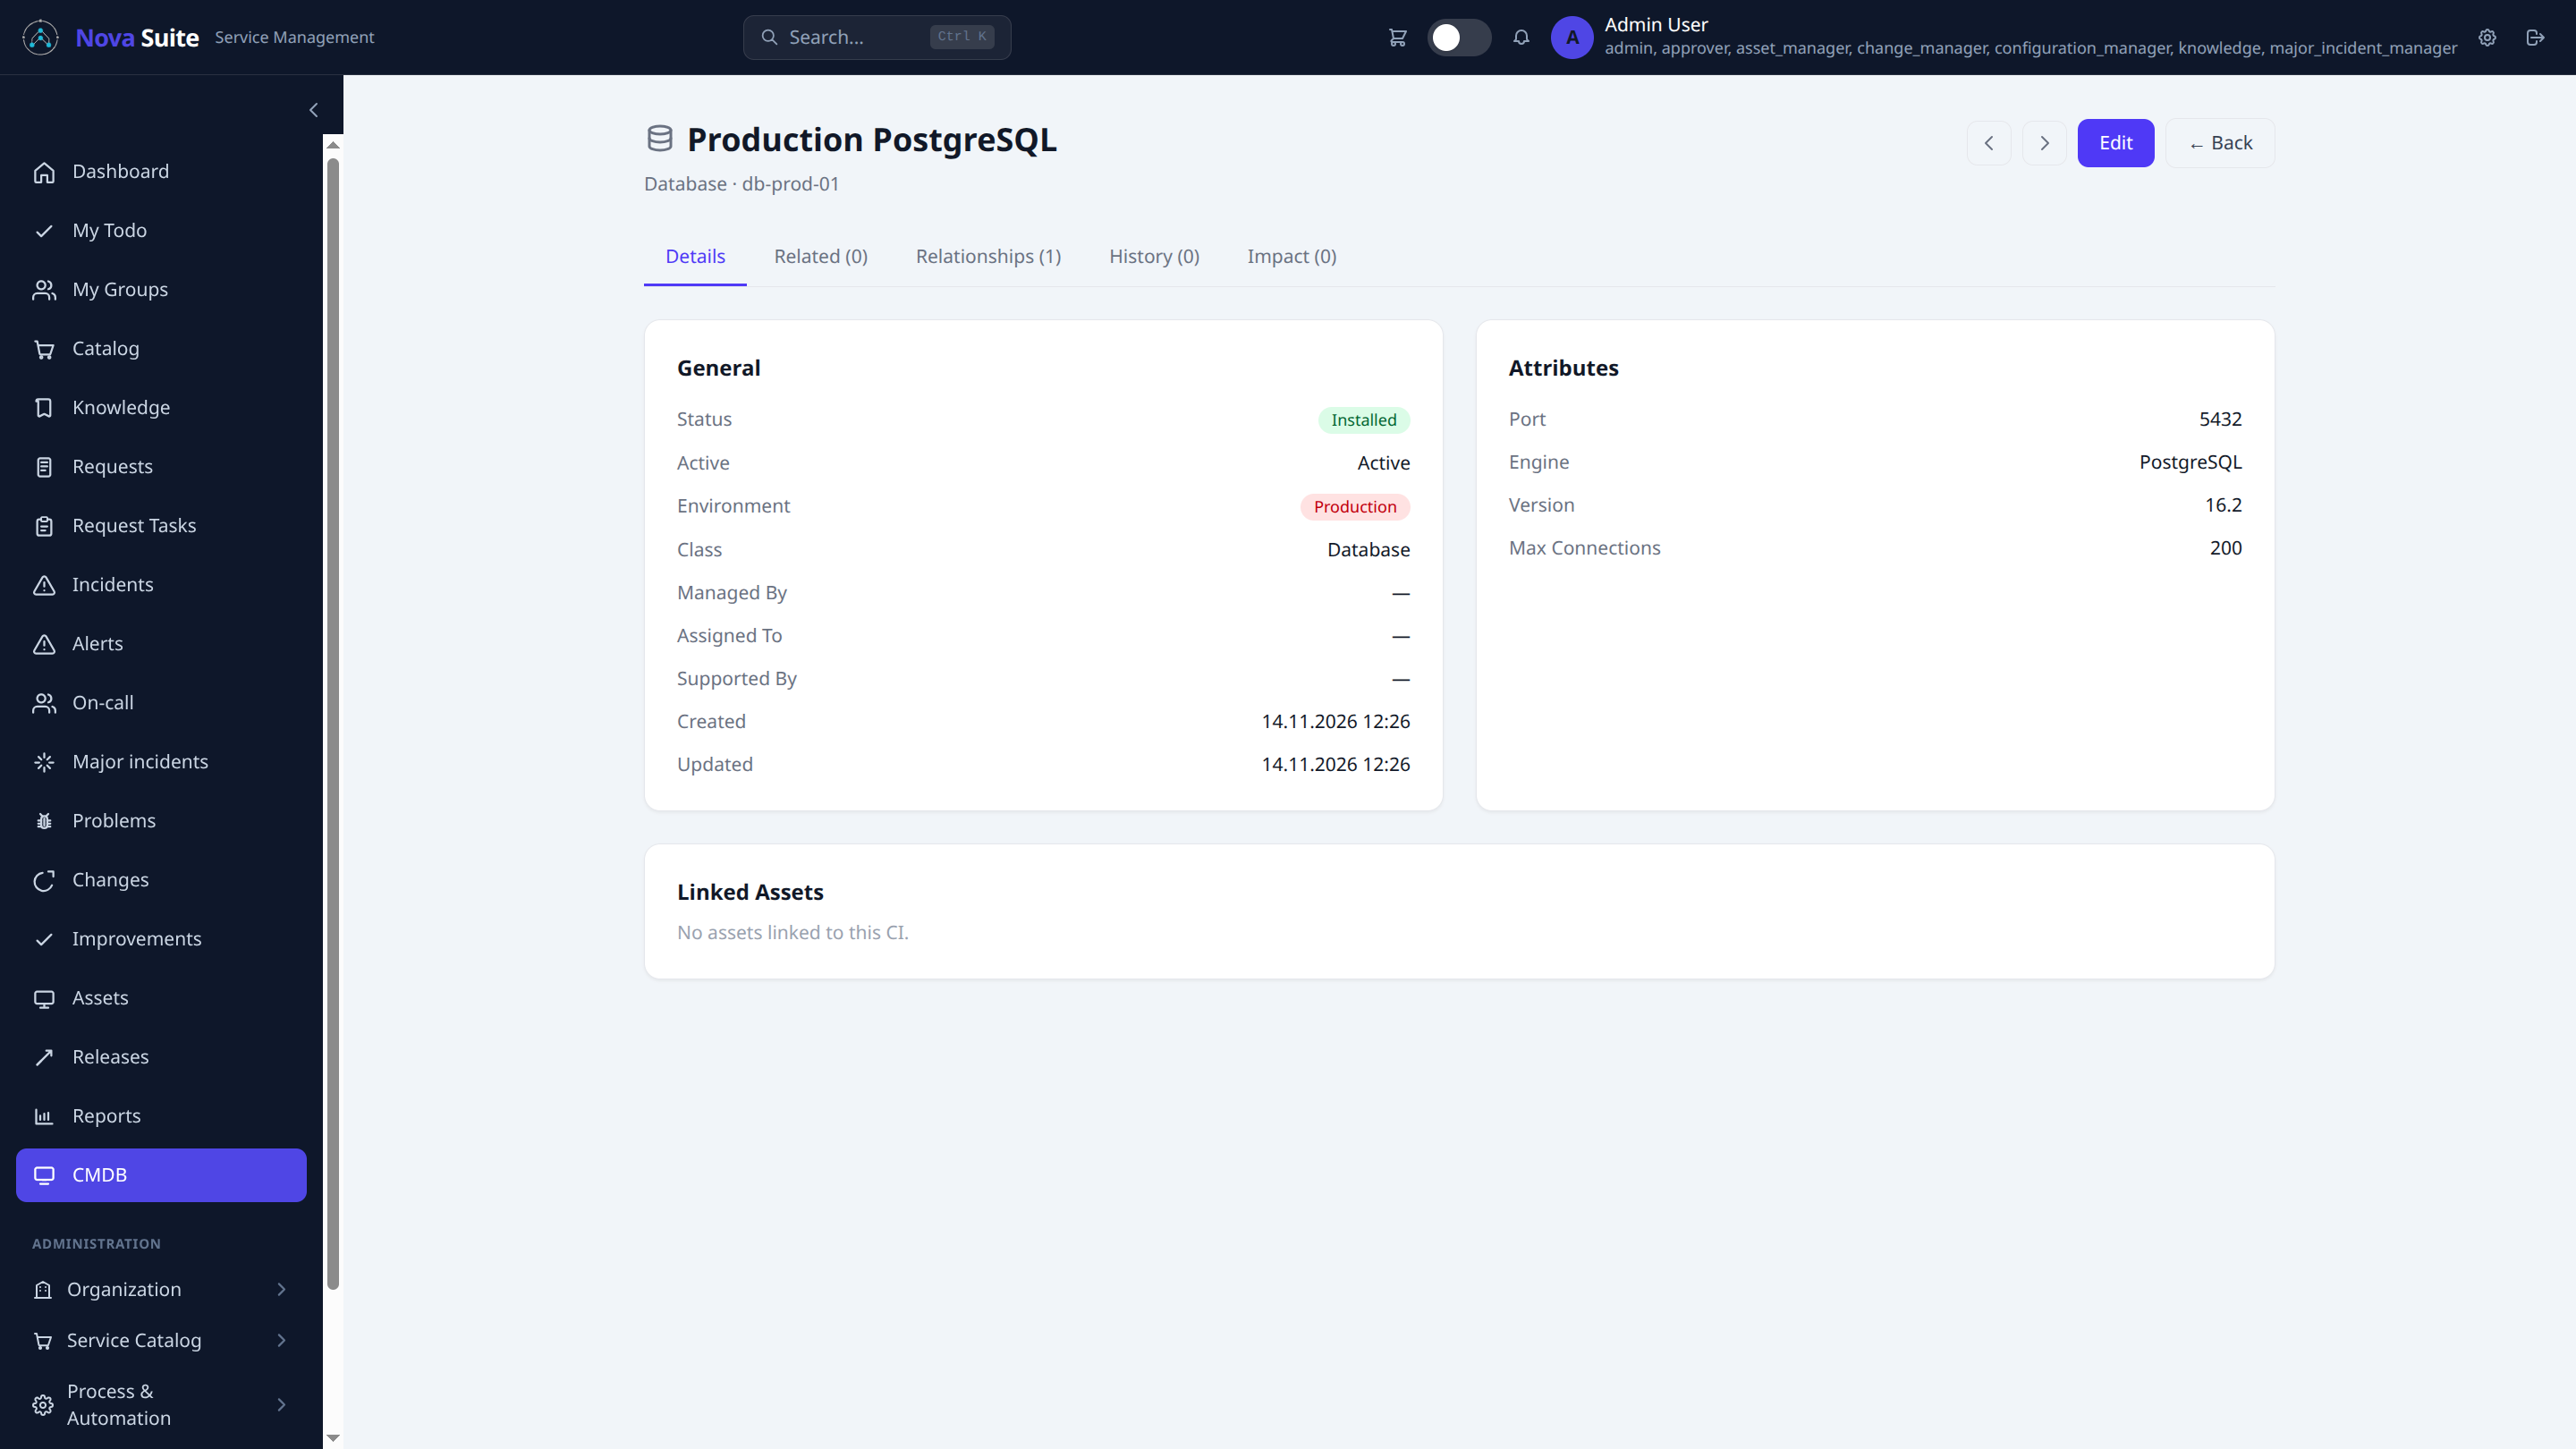 Nova Suite Service Management
Search... Ctrl K
A
Admin User
admin, approver, asset_manager, change_manager, configuration_manager, knowledge, major_incident_manager
Dashboard
My Todo
My Groups
Catalog
Knowledge
Requests
Request Tasks
Incidents
Alerts
On-call
Major incidents
Problems
Changes
Improvements
Assets
Releases
Reports
CMDB
ADMINISTRATION
Organization
Service Catalog
Process &
Automation
Production PostgreSQL
Database · db-prod-01
Edit
← Back
Details Related (0) Relationships (1) History (0) Impact (0)
General
Status Installed
Active Active
Environment Production
Class Database
Managed By —
Assigned To —
Supported By —
Created 14.11.2026 12:26
Updated 14.11.2026 12:26
Attributes
Port 5432
Engine PostgreSQL
Version 16.2
Max Connections 200
Linked Assets
No assets linked to this CI.